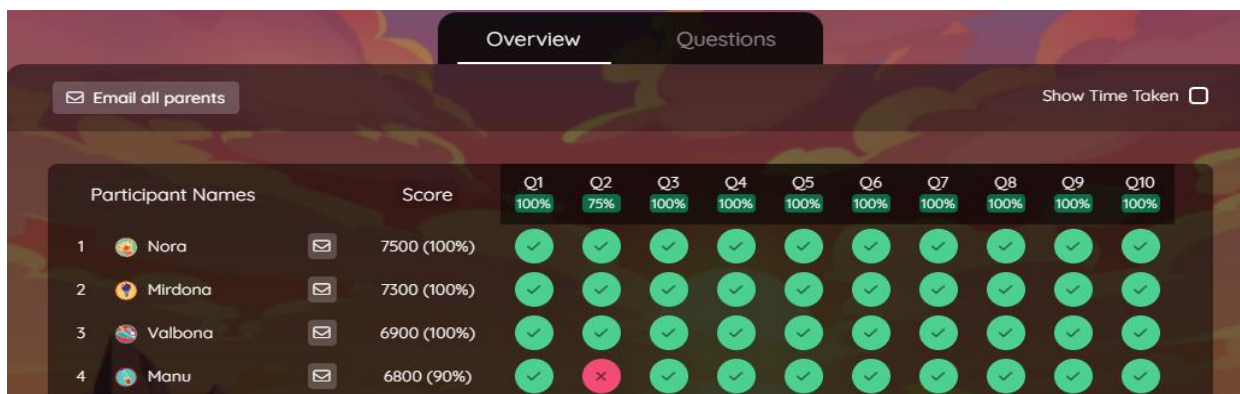 Overview Questions
Email all parents Show Time Taken
Participant Names Score Q1 Q2 Q3 Q4 Q5 Q6 Q7 Q8 Q9 Q10
100% 75% 100% 100% 100% 100% 100% 100% 100% 100%
1 Nora 7500 (100%)
2 Mirdona 7300 (100%)
3 Valbona 6900 (100%)
4 Manu 6800 (90%)